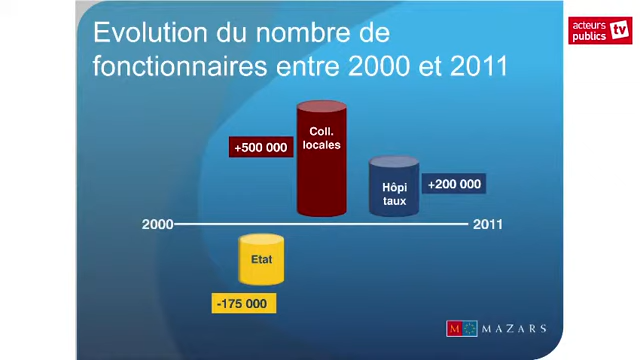 Evolution du nombre de
fonctionnaires entre 2000 et 2011
acteurs
publics
tv
Coll.
locales
+500 000
Hôpi
taux
+200 000
2000
2011
Etat
-175 000
M
MAZARS